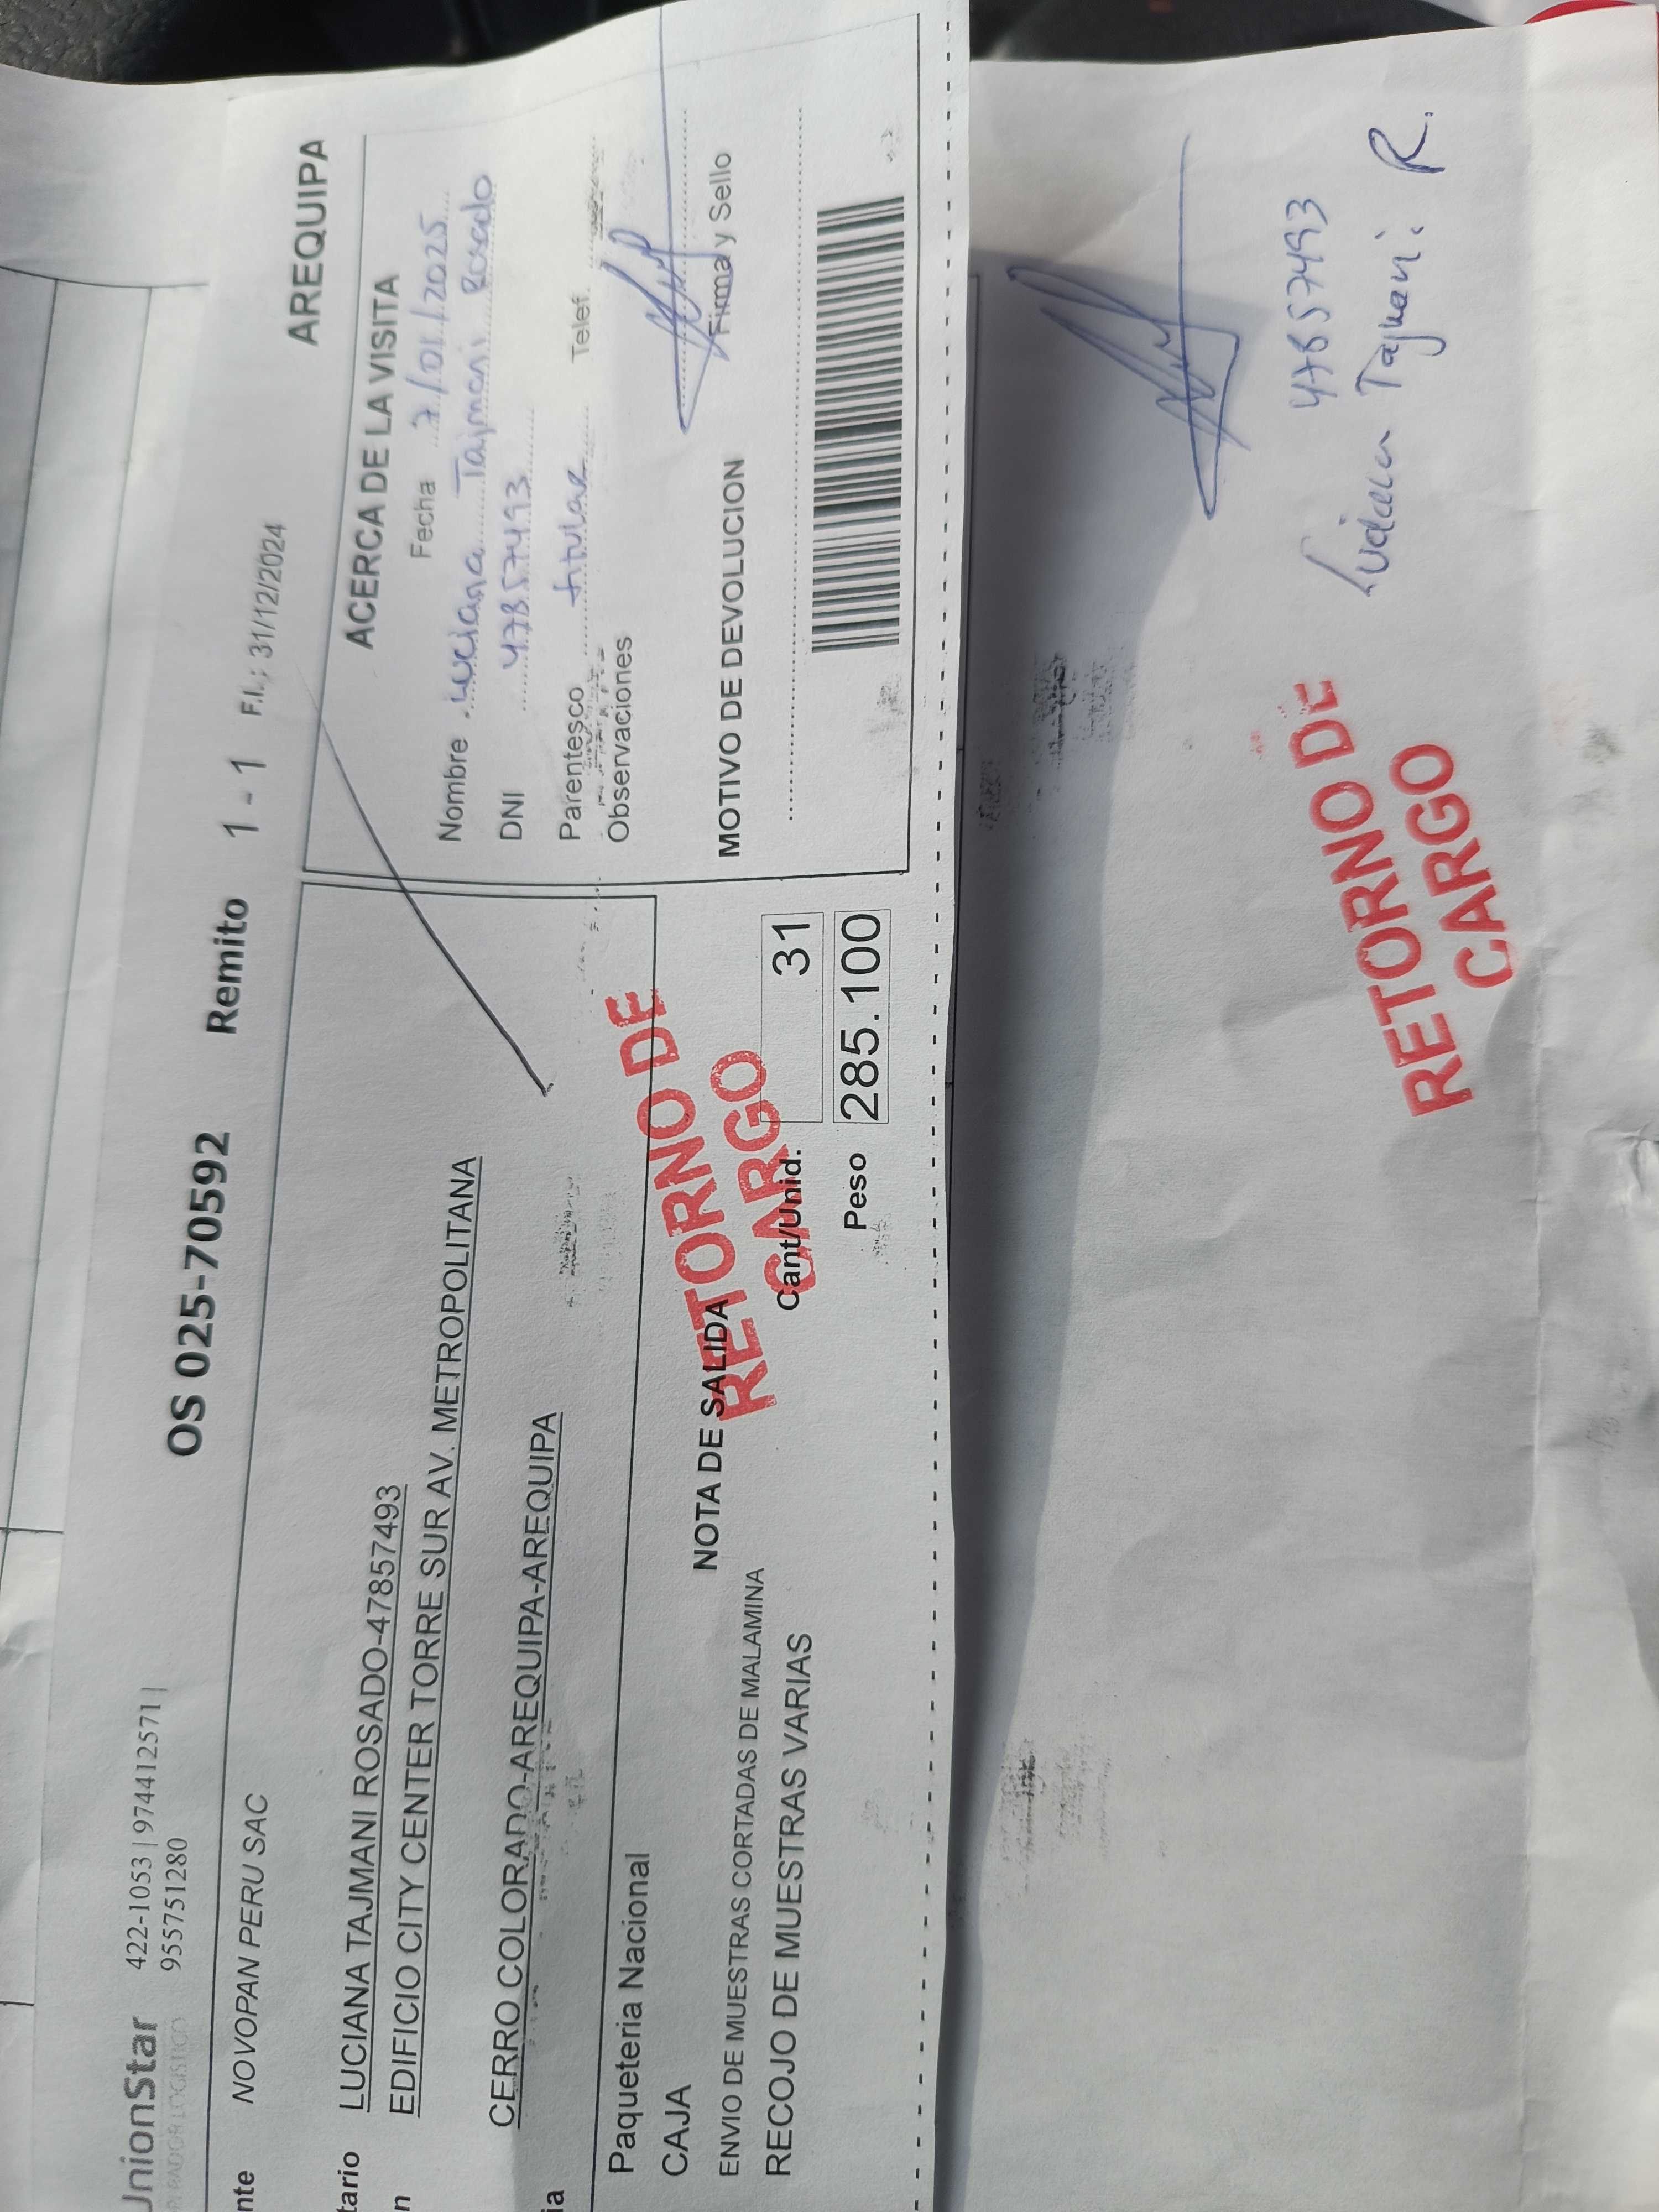 UnionStar 422-1053 | 974412571 |
955751280
OS 025-70592 Remito 1 - 1 F.I.; 31/12/2024
AREQUIPA
nte NOVOPAN PERU SAC
tario LUCIANA TAJMANI ROSADO-47857493
n EDIFICIO CITY CENTER TORRE SUR AV. METROPOLITANA
CERRO COLORADO-AREQUIPA-AREQUIPA
ia
Paqueteria Nacional
CAJA
NOTA DE SALIDA
ENVIO DE MUESTRAS CORTADAS DE MALAMINA
RECOJO DE MUESTRAS VARIAS
Cant/Unid. 31
Peso 285.100
RETORNO DE
CARGO
ACERCA DE LA VISITA
Fecha 7/01/2025
Nombre Luciana Tajmani Rosado
DNI 47857493
Parentesco titular Telef.
Observaciones
Firma y Sello
MOTIVO DE DEVOLUCION
47857493
Luciana Tajmani R.
RETORNO DE
CARGO